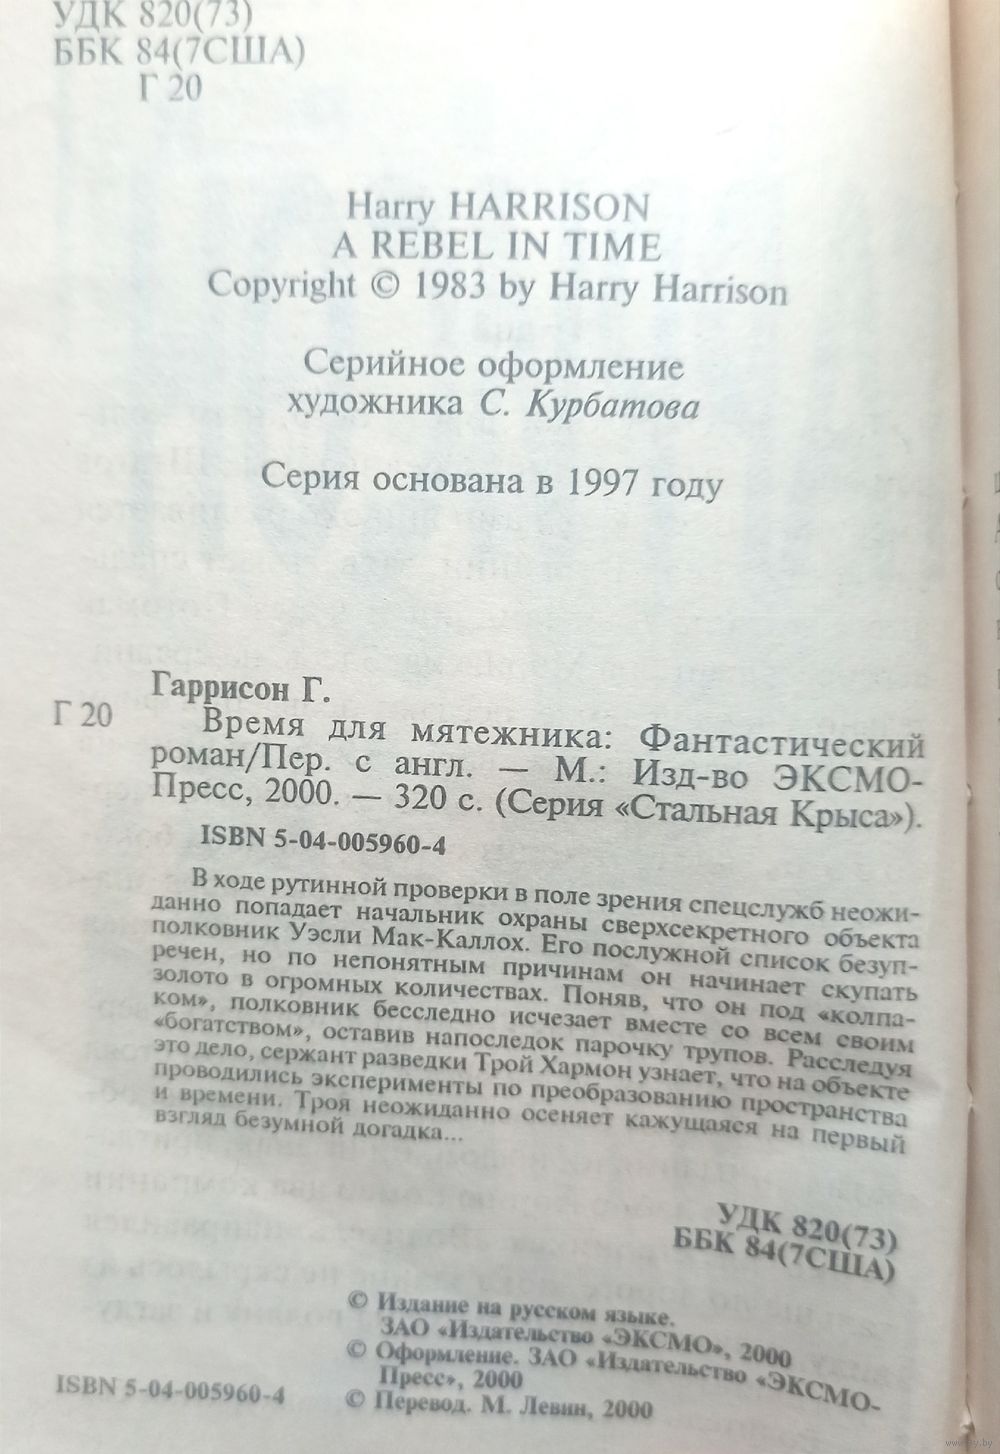 УДК 820(73)
ББК 84(7США)
Г 20
Harry HARRISON
A REBEL IN TIME
Copyright © 1983 by Harry Harrison
Серийное оформление
художника С. Курбатова
Серия основана в 1997 году
Гаррисон Г.
Г 20
Время для мятежника: Фантастический
роман/Пер. с англ. — М.: Изд-во ЭКСМО-
Пресс, 2000. — 320 с. (Серия «Стальная Крыса»).
ISBN 5-04-005960-4
В ходе рутинной проверки в поле зрения спецслужб неожи-
данно попадает начальник охраны сверхсекретного объекта
полковник Уэсли Мак-Каллох. Его послужной список безуп-
речен, но по непонятным причинам он начинает скупать
золото в огромных количествах. Поняв, что он под «колпа-
ком», полковник бесследно исчезает вместе со всем своим
«богатством», оставив напоследок парочку трупов. Расследуя
это дело, сержант разведки Трой Хармон узнает, что на объекте
проводились эксперименты по преобразованию пространства
и времени. Троя неожиданно осеняет кажущаяся на первый
взгляд безумной догадка...
УДК 820(73)
ББК 84(7США)
© Издание на русском языке.
ЗАО «Издательство «ЭКСМО», 2000
© Оформление. ЗАО «Издательство «ЭКСМО-
Пресс», 2000
© Перевод. М. Левин, 2000
ISBN 5-04-005960-4